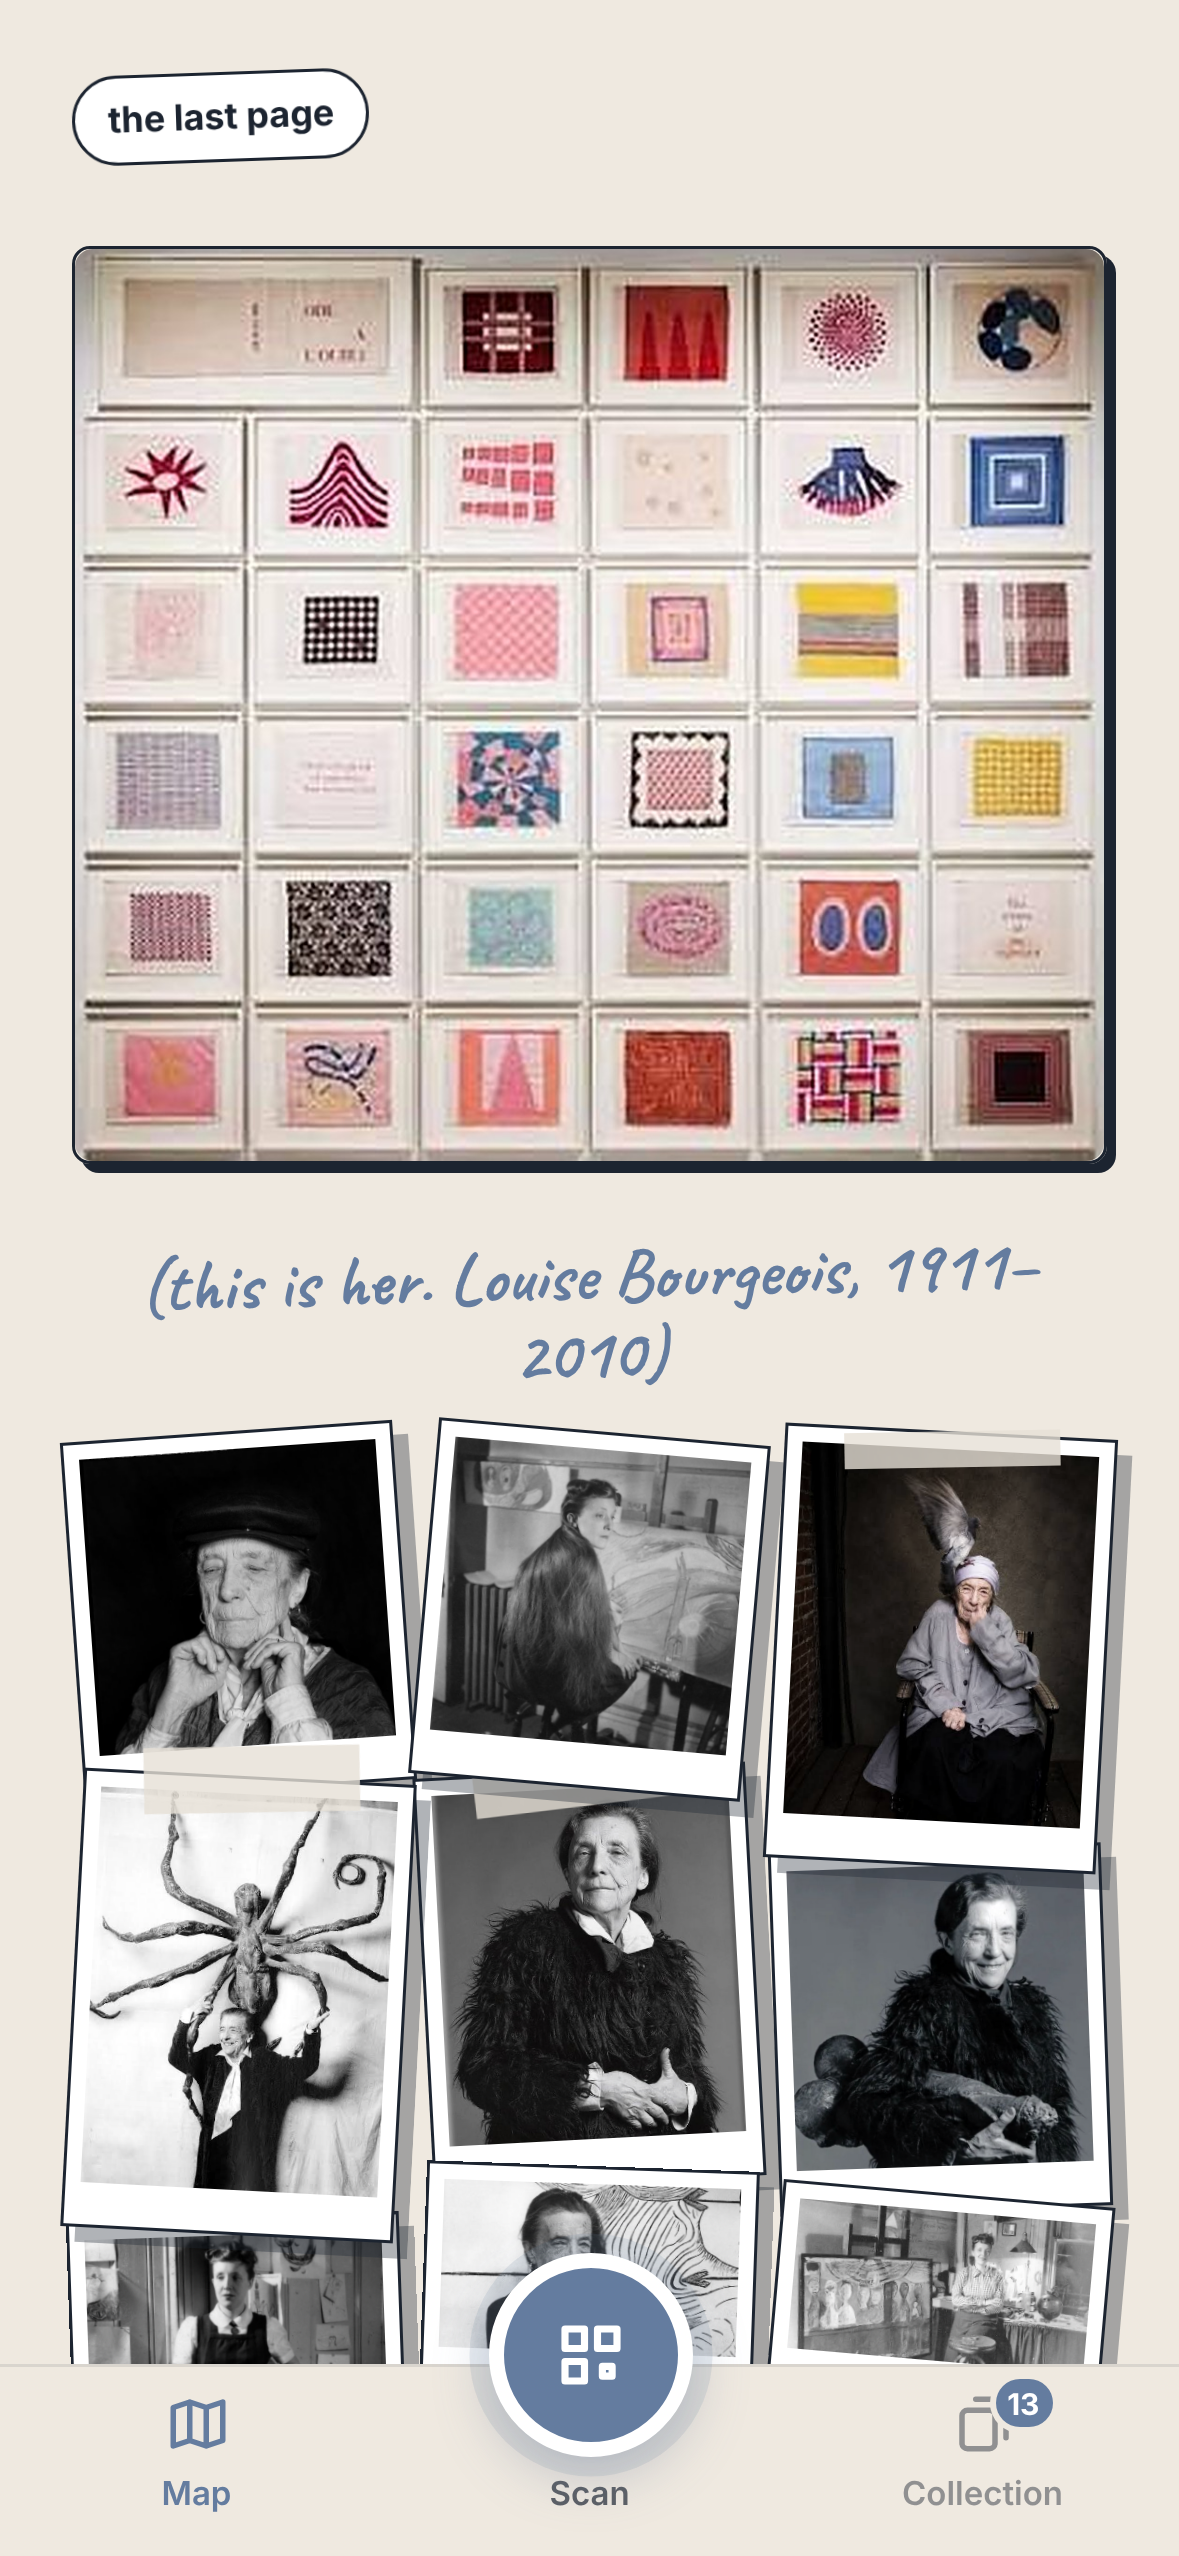 the last page
(this is her. Louise Bourgeois, 1911–
2010)
13
Map
Scan
Collection